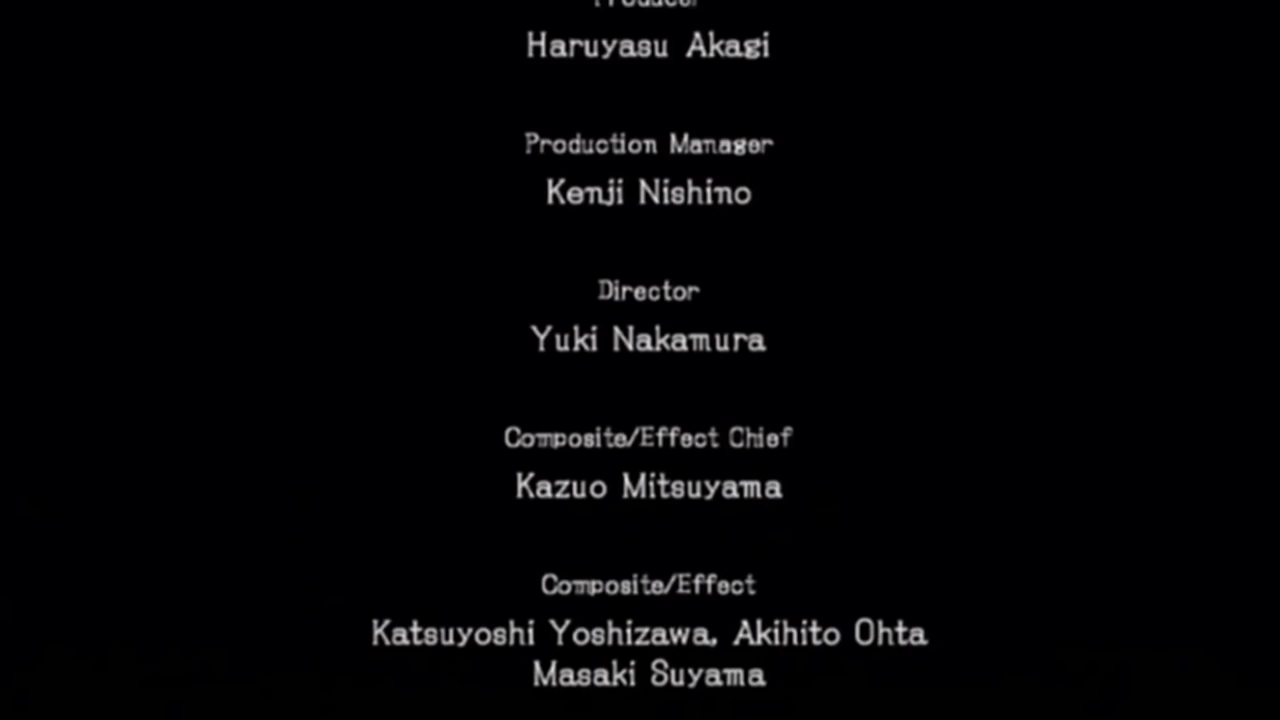 Producer
Haruyasu Akagi
Production Manager
Kenji Nishino
Director
Yuki Nakamura
Composite/Effect Chief
Kazuo Mitsuyama
Composite/Effect
Katsuyoshi Yoshizawa, Akihito Ohta
Masaki Suyama